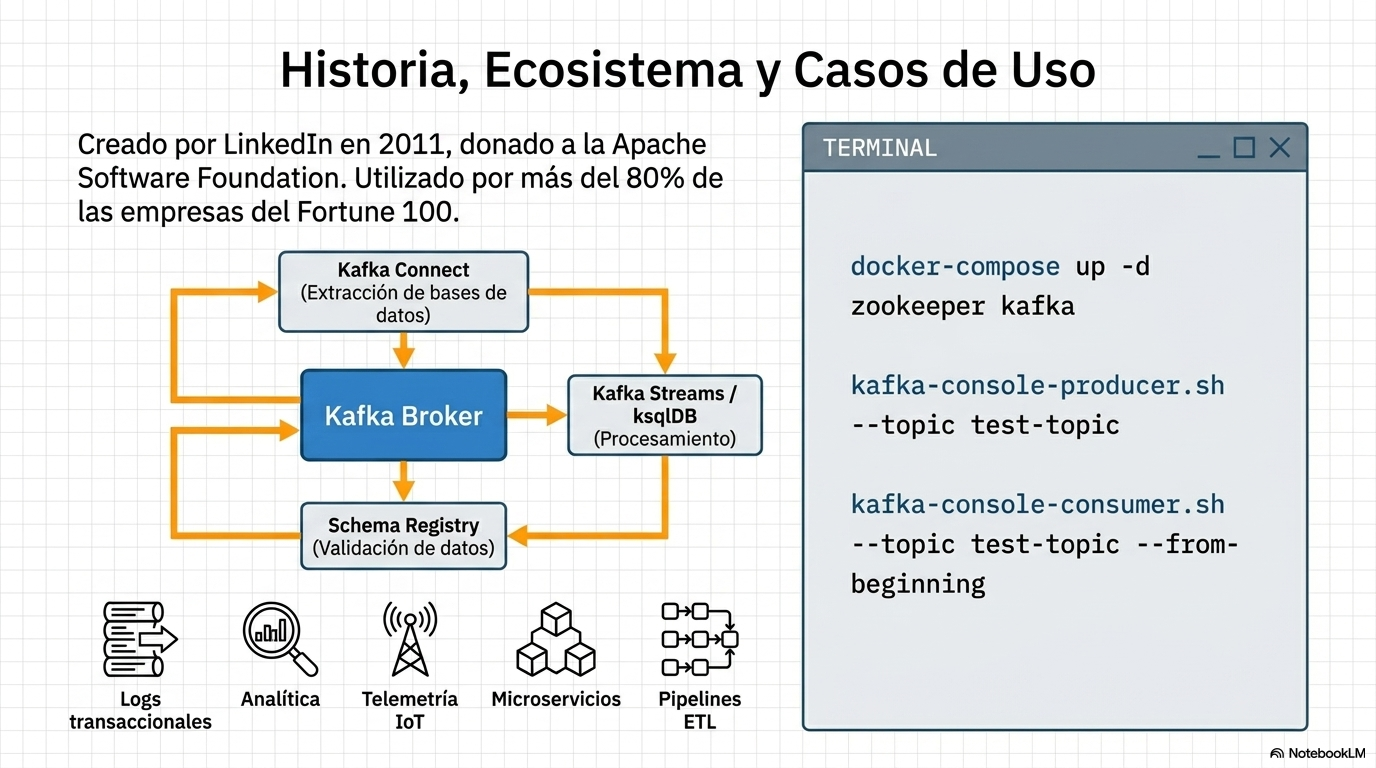 Historia, Ecosistema y Casos de Uso
Creado por LinkedIn en 2011, donado a la Apache
Software Foundation. Utilizado por más del 80% de
las empresas del Fortune 100.
Kafka Connect
(Extracción de bases de
datos)
Kafka Broker
Kafka Streams /
ksqlDB
(Procesamiento)
Schema Registry
(Validación de datos)
Logs
transaccionales
Analítica
Telemetría
IoT
Microservicios
Pipelines
ETL
TERMINAL
docker-compose up -d
zookeeper kafka
kafka-console-producer.sh
--topic test-topic
kafka-console-consumer.sh
--topic test-topic --from-
beginning
NotebookLM